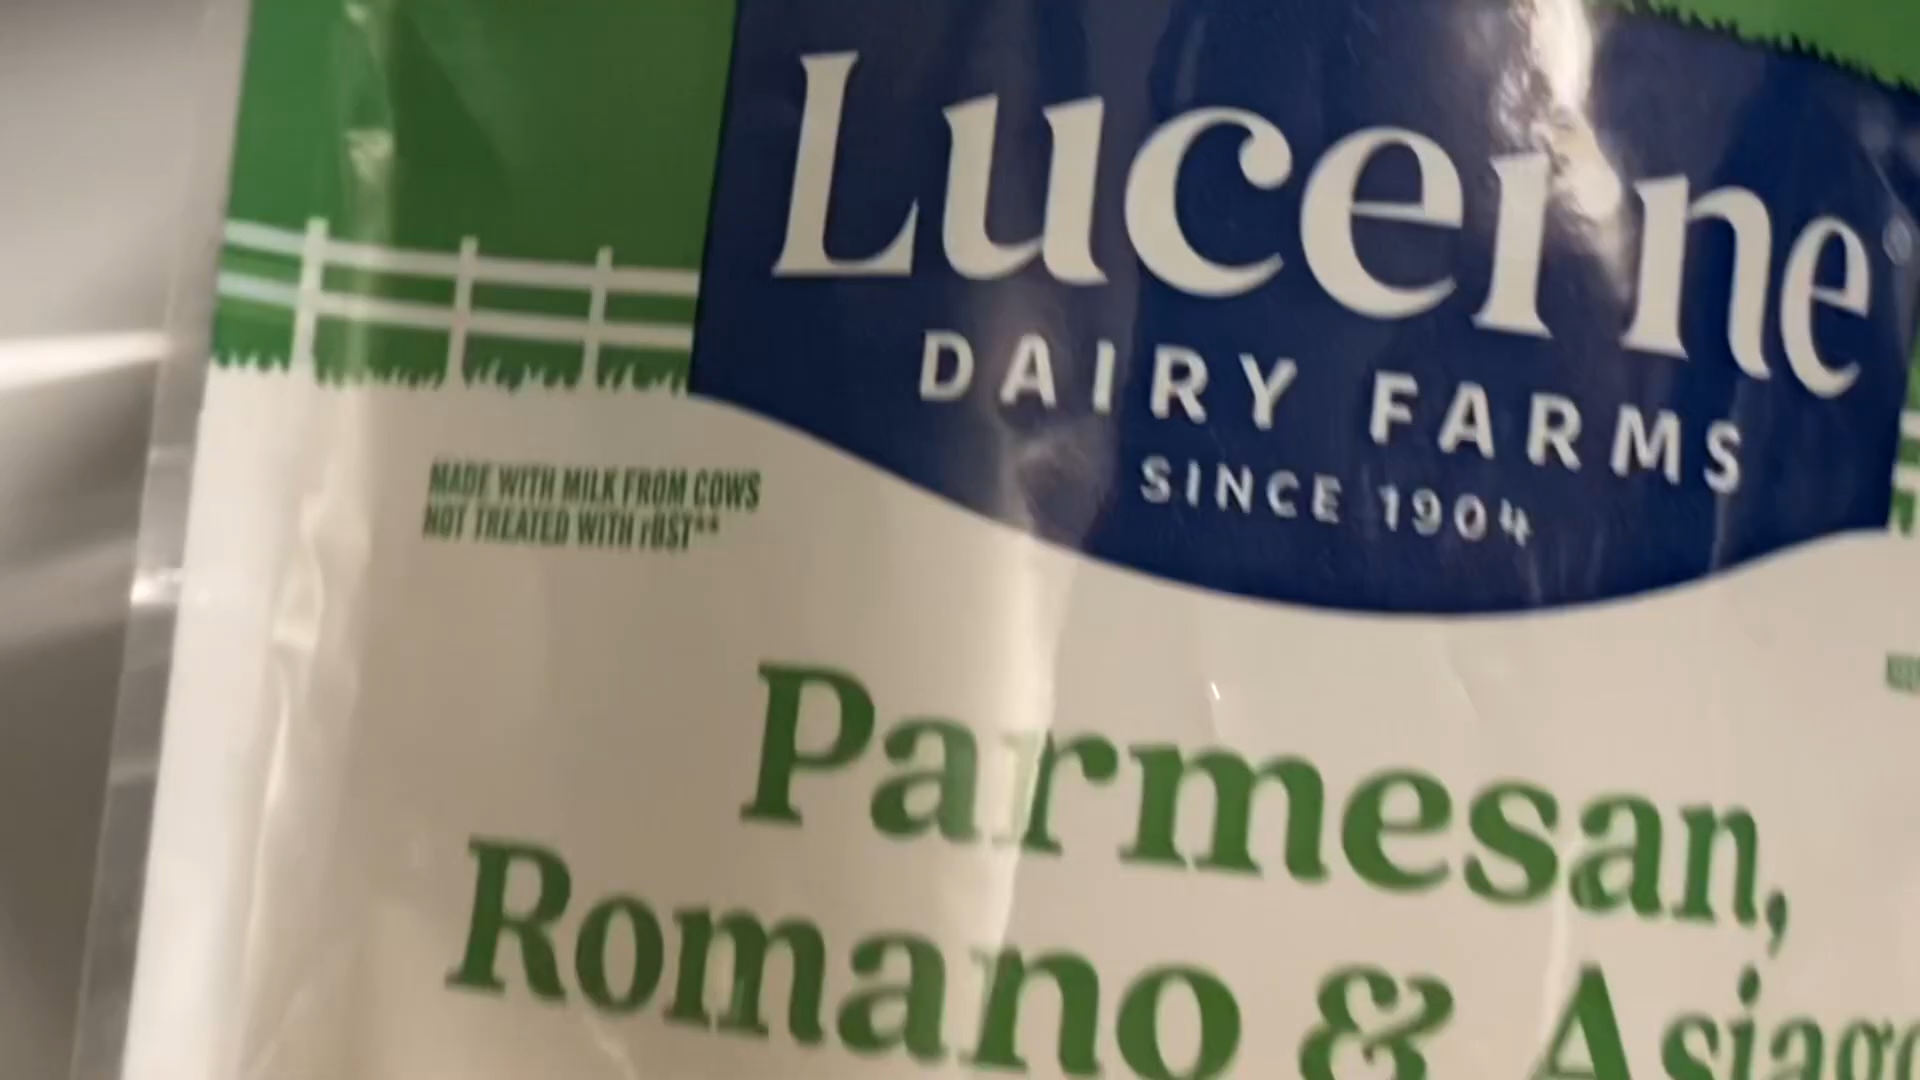 Lucerne
DAIRY FARMS
SINCE 1904
MADE WITH MILK FROM COWS
NOT TREATED WITH rBST**
Parmesan,
Romano & Asiago